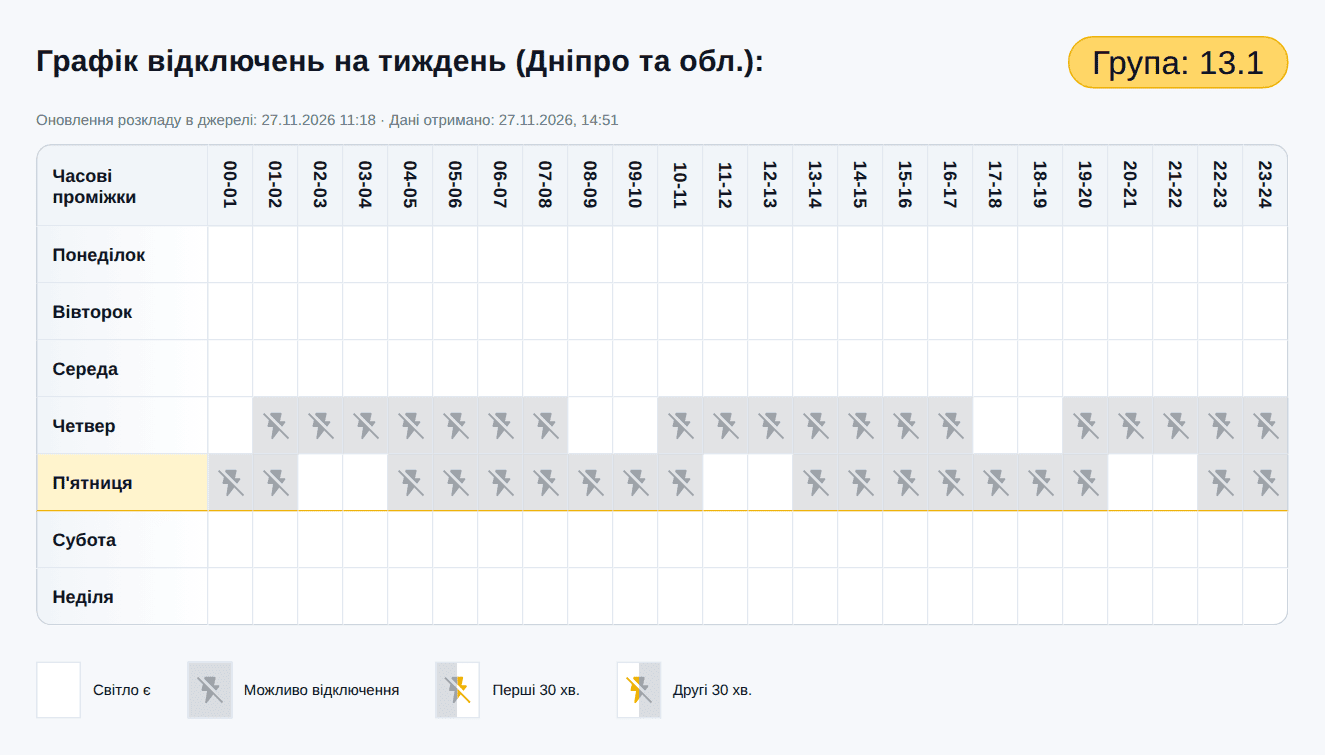 Графік відключень на тиждень (Дніпро та обл.):
Група: 13.1
Оновлення розкладу в джерелі: 27.11.2026 11:18 · Дані отримано: 27.11.2026, 14:51
Часові
проміжки
00-01 01-02 02-03 03-04 04-05 05-06 06-07 07-08 08-09 09-10 10-11 11-12 12-13 13-14 14-15 15-16 16-17 17-18 18-19 19-20 20-21 21-22 22-23 23-24
Понеділок
Вівторок
Середа
Четвер
П'ятниця
Субота
Неділя
Світло є
Можливо відключення
Перші 30 хв.
Другі 30 хв.